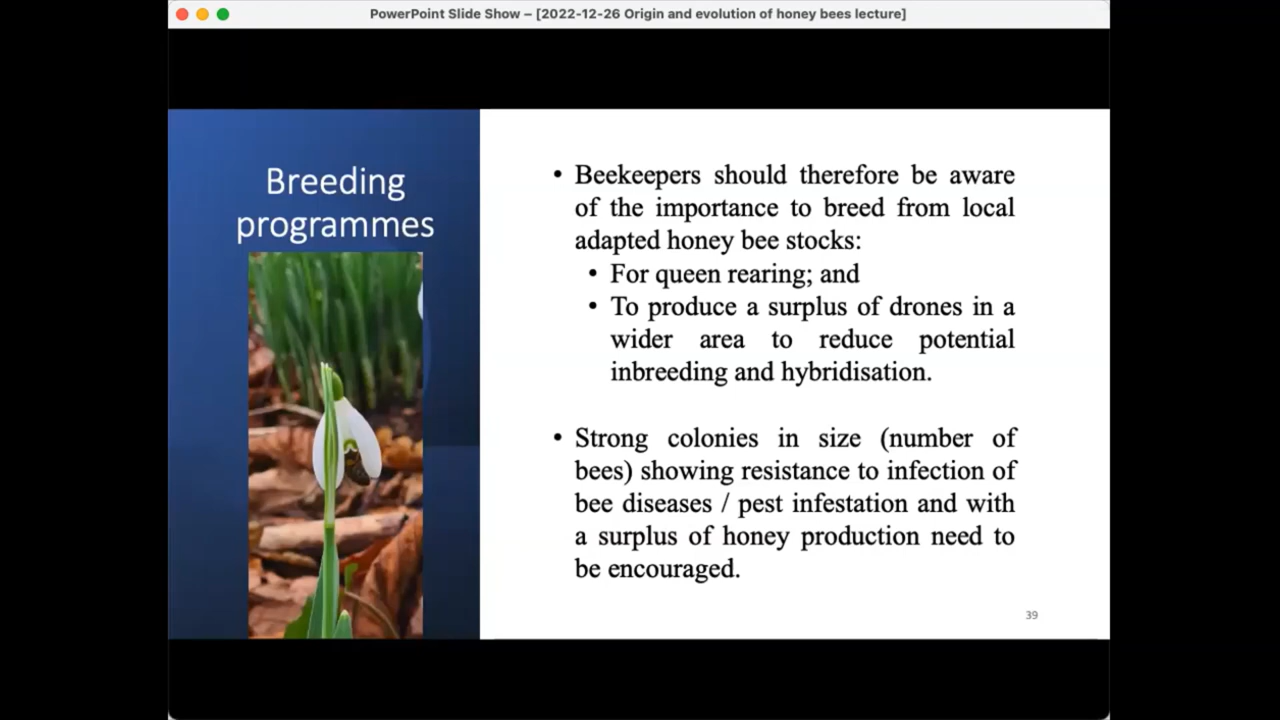 PowerPoint Slide Show – [2022-12-26 Origin and evolution of honey bees lecture]
Breeding
programmes
• Beekeepers should therefore be aware
of the importance to breed from local
adapted honey bee stocks:
• For queen rearing; and
• To produce a surplus of drones in a
wider area to reduce potential
inbreeding and hybridisation.
• Strong colonies in size (number of
bees) showing resistance to infection of
bee diseases / pest infestation and with
a surplus of honey production need to
be encouraged.
39